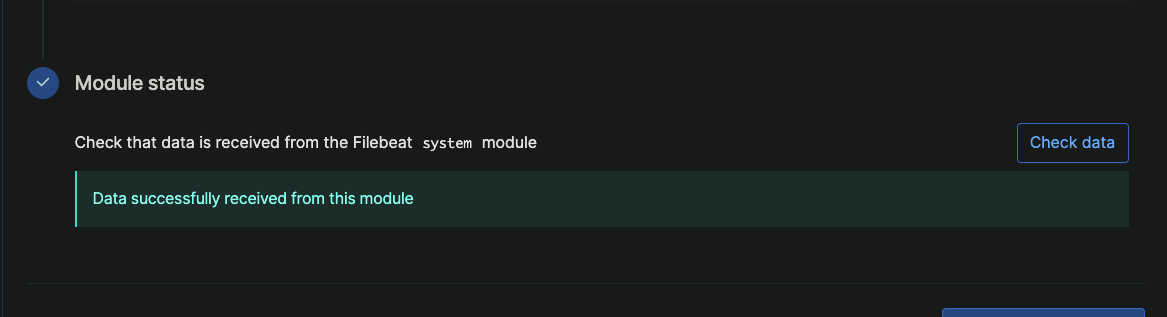 Module status
Check that data is received from the Filebeat system module
Check data
Data successfully received from this module